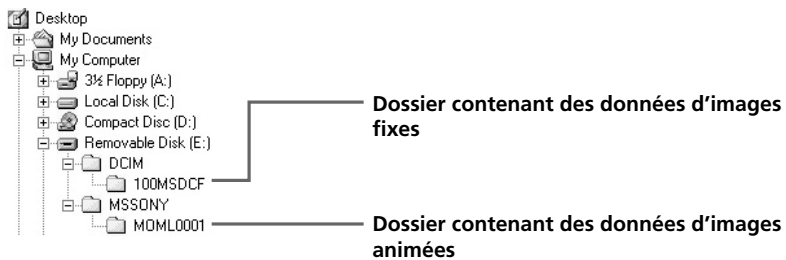 Desktop
My Documents
My Computer
3½ Floppy (A:)
Local Disk (C:)
Compact Disc (D:)
Removable Disk (E:)
DCIM
100MSDCF
MSSONY
MOML0001
Dossier contenant des données d’images
fixes
Dossier contenant des données d’images
animées